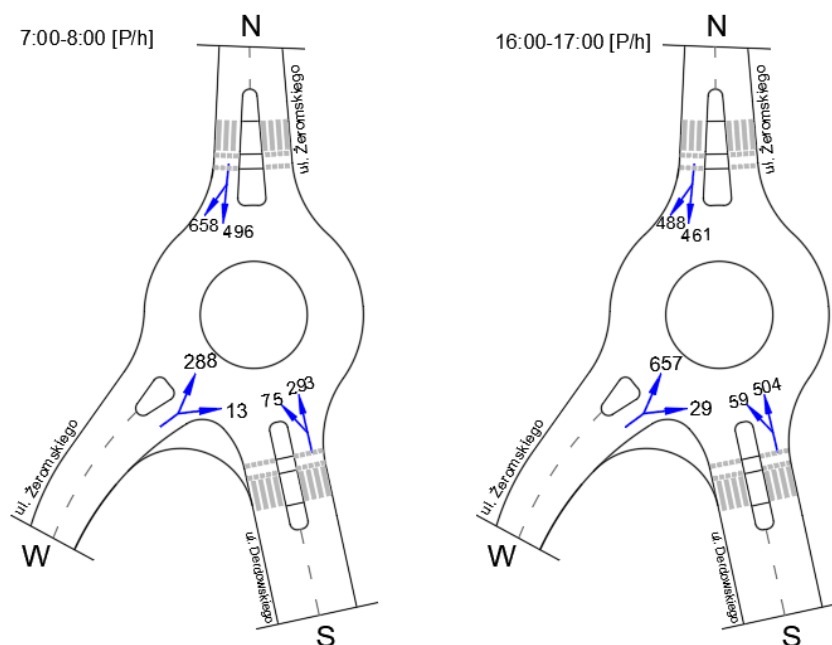 7:00-8:00 [P/h]
N
ul. Żeromskiego
658
496
288
13
75
293
ul. Żeromskiego
W
ul. Derdowskiego
S
16:00-17:00 [P/h]
N
ul. Żeromskiego
488
461
657
29
59
504
ul. Żeromskiego
W
ul. Derdowskiego
S